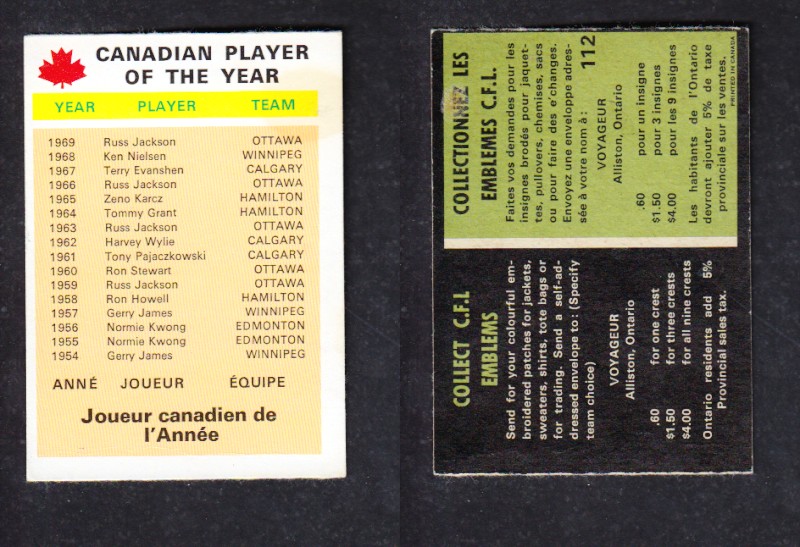 CANADIAN PLAYER
OF THE YEAR
YEAR PLAYER TEAM
1969 Russ Jackson OTTAWA
1968 Ken Nielsen WINNIPEG
1967 Terry Evanshen CALGARY
1966 Russ Jackson OTTAWA
1965 Zeno Karcz HAMILTON
1964 Tommy Grant HAMILTON
1963 Russ Jackson OTTAWA
1962 Harvey Wylie CALGARY
1961 Tony Pajaczkowski CALGARY
1960 Ron Stewart OTTAWA
1959 Russ Jackson OTTAWA
1958 Ron Howell HAMILTON
1957 Gerry James WINNIPEG
1956 Normie Kwong EDMONTON
1955 Normie Kwong EDMONTON
1954 Gerry James WINNIPEG
ANNÉ JOUEUR ÉQUIPE
Joueur canadien de
l'Année
COLLECT C.F.L
EMBLEMS
Send for your colourful em-
broidered patches for jackets,
sweaters, shirts, tote bags or
for trading. Send a self-ad-
dressed envelope to: (Specify
team choice)
VOYAGEUR
Alliston, Ontario
.60 for one crest
$1.50 for three crests
$4.00 for all nine crests
Ontario residents add 5%
Provincial sales tax.
COLLECTIONNEZ LES
EMBLEMES C.F.L.
Faites vos demandes pour les
insignes brodés pour jaquet-
tes, pullovers, chemises, sacs
ou pour faire des e'changes.
Envoyez une enveloppe adres-
sée à votre nom à :
112
VOYAGEUR
Alliston, Ontario
.60 pour un insigne
$1.50 pour 3 insignes
$4.00 pour les 9 insignes
Les habitants de l'Ontario
devront ajouter 5% de taxe
provinciale sur les ventes.
PRINTED IN CANADA